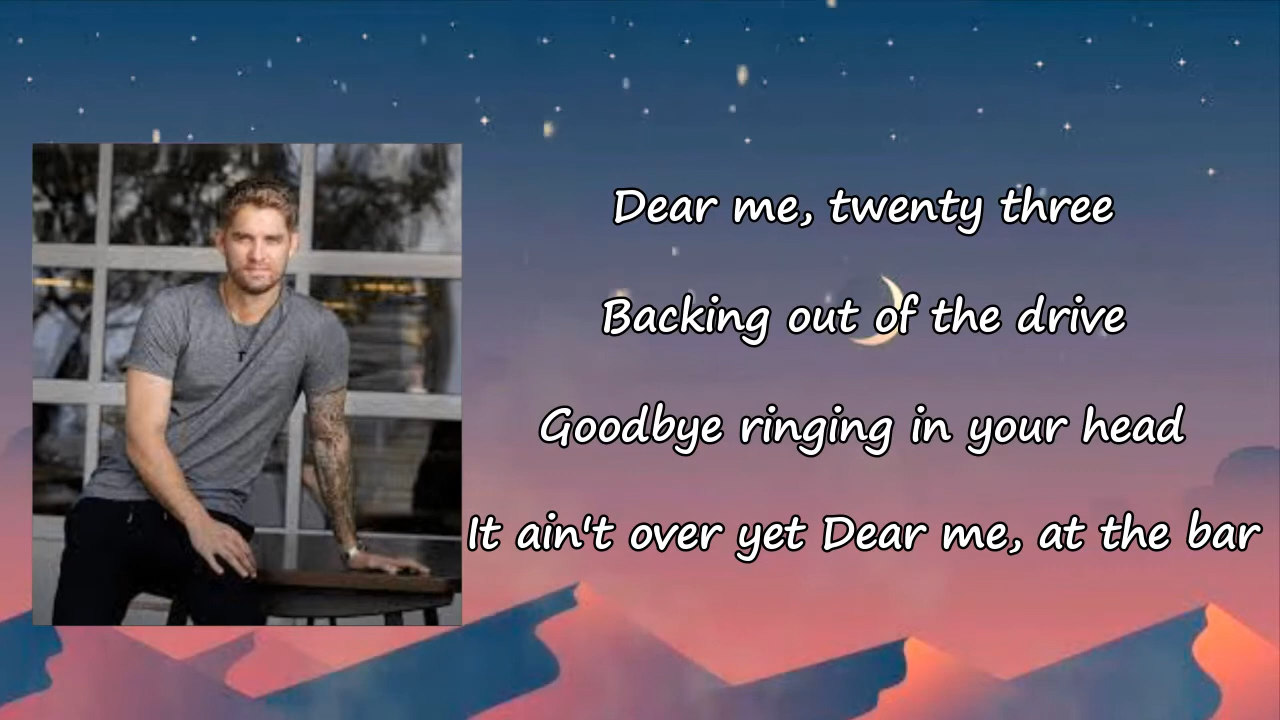 Dear me, twenty three
Backing out of the drive
Goodbye ringing in your head
It ain't over yet Dear me, at the bar